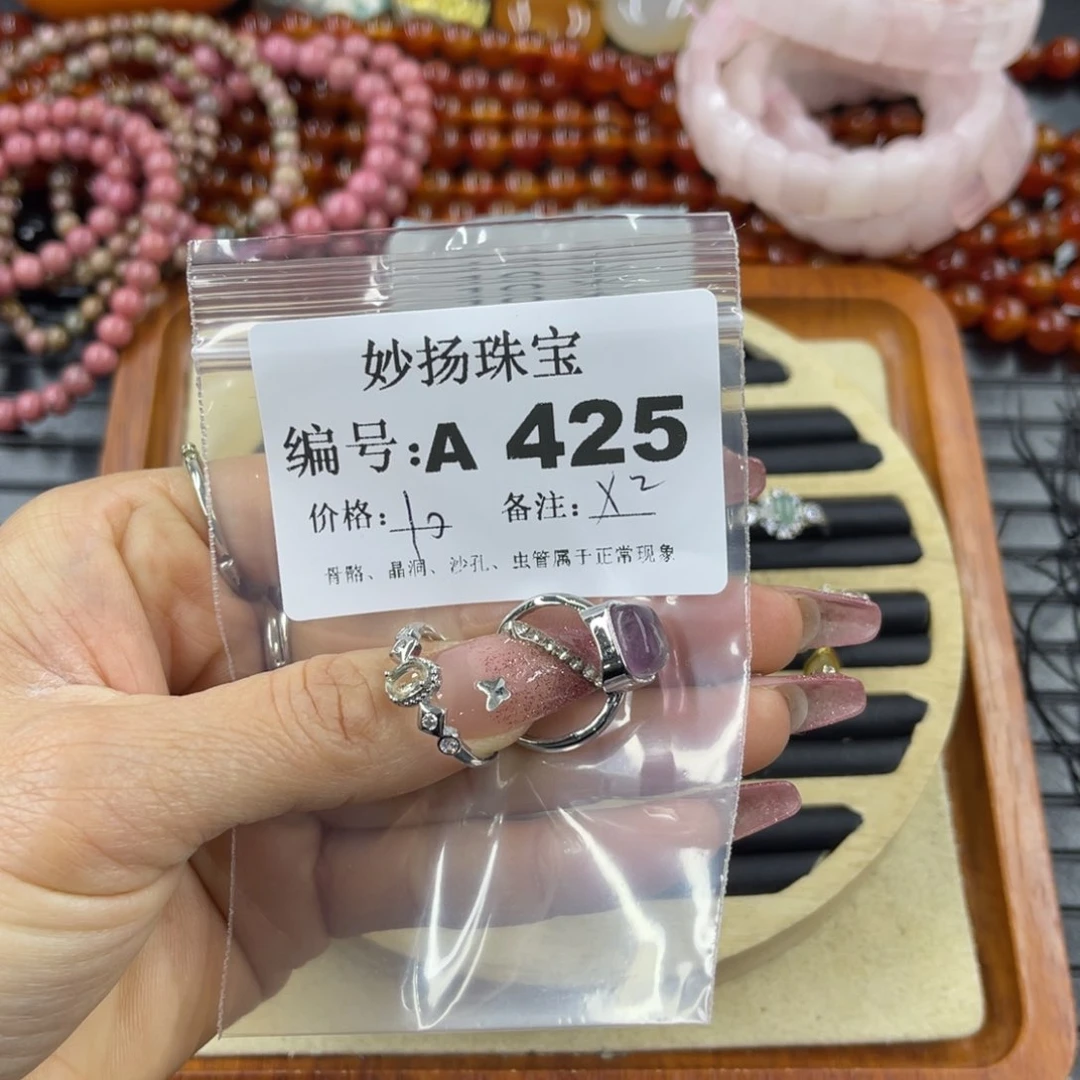 妙扬珠宝
编号:A 425
价格: 10 备注: X2
骨骼、晶洞、沙孔、虫管属于正常现象